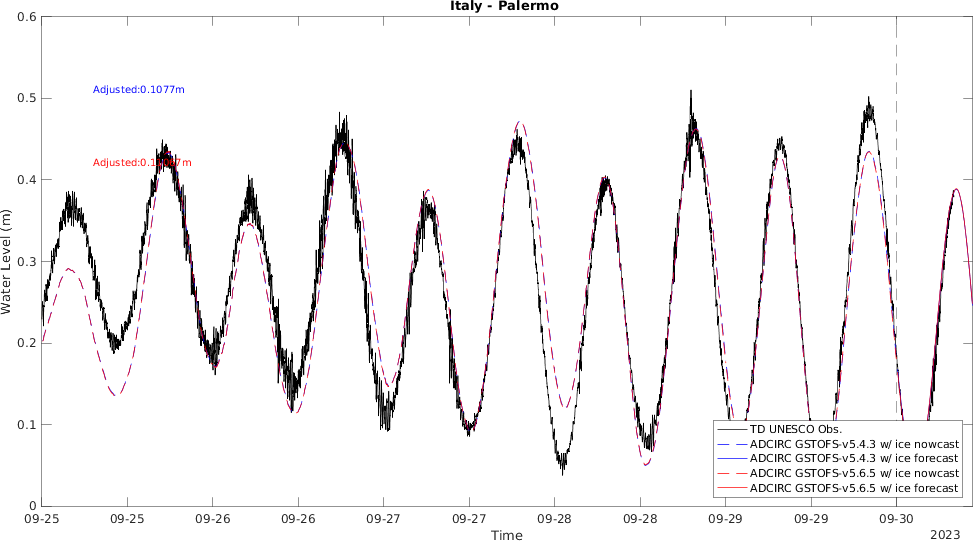 Italy - Palermo
0.6
0.5
0.4
0.3
0.2
0.1
0
Water Level (m)
Adjusted:0.1077m
TD UNESCO Obs.
ADCIRC GSTOFS-v5.4.3 w/ ice nowcast
ADCIRC GSTOFS-v5.4.3 w/ ice forecast
ADCIRC GSTOFS-v5.6.5 w/ ice nowcast
ADCIRC GSTOFS-v5.6.5 w/ ice forecast
09-25 09-25 09-26 09-26 09-27 09-27 09-28 09-28 09-29 09-29 09-30
Time
2023